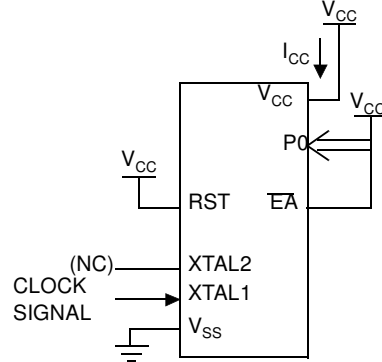 VCC
ICC
VCC
VCC
P0
VCC
RST
EA
(NC)
XTAL2
CLOCK
SIGNAL
XTAL1
VSS